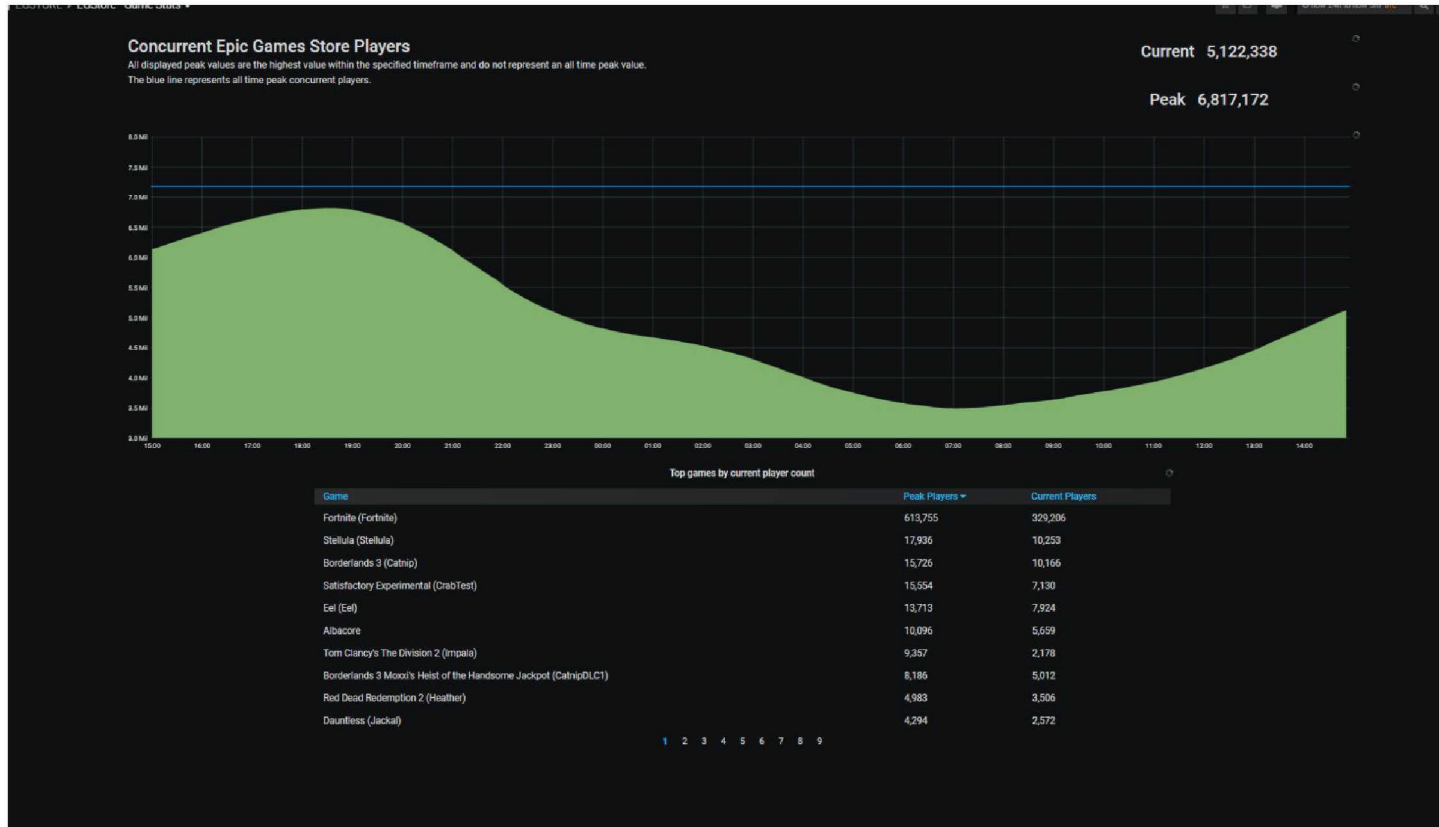 EGStore - Game Stats
Concurrent Epic Games Store Players
All displayed peak values are the highest value within the specified timeframe and do not represent an all time peak value.
The blue line represents all time peak concurrent players.
Current 5,122,338
Peak 6,817,172
8.0 Mil
7.5 Mil
7.0 Mil
6.5 Mil
6.0 Mil
5.5 Mil
5.0 Mil
4.5 Mil
4.0 Mil
3.5 Mil
3.0 Mil
15:00 16:00 17:00 18:00 19:00 20:00 21:00 22:00 23:00 00:00 01:00 02:00 03:00 04:00 05:00 06:00 07:00 08:00 09:00 10:00 11:00 12:00 13:00 14:00
Top games by current player count
Game Peak Players Current Players
Fortnite (Fortnite) 613,755 329,206
Stellula (Stellula) 17,936 10,253
Borderlands 3 (Catnip) 15,726 10,166
Satisfactory Experimental (CrabTest) 15,554 7,130
Eel (Eel) 13,713 7,924
Albacore 10,096 5,659
Tom Clancy's The Division 2 (Impala) 9,357 2,178
Borderlands 3 Moxxi's Heist of the Handsome Jackpot (CatnipDLC1) 8,186 5,012
Red Dead Redemption 2 (Heather) 4,983 3,506
Dauntless (Jackal) 4,294 2,572
1 2 3 4 5 6 7 8 9